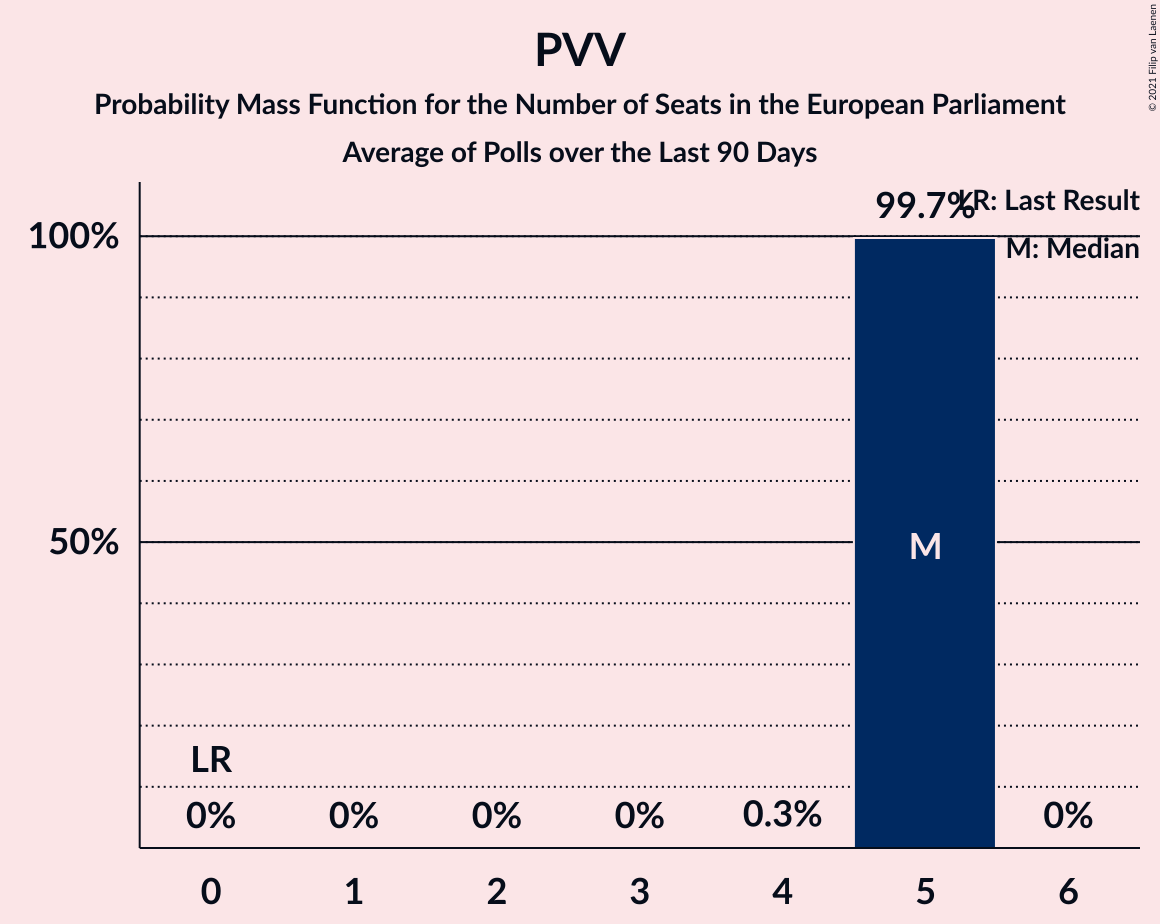 PVV
Probability Mass Function for the Number of Seats in the European Parliament
Average of Polls over the Last 90 Days
© 2021 Filip van Laenen
LR: Last Result
M: Median
99.7%
100%
50%
M
LR
0% 0% 0% 0% 0.3% 0%
0 1 2 3 4 5 6